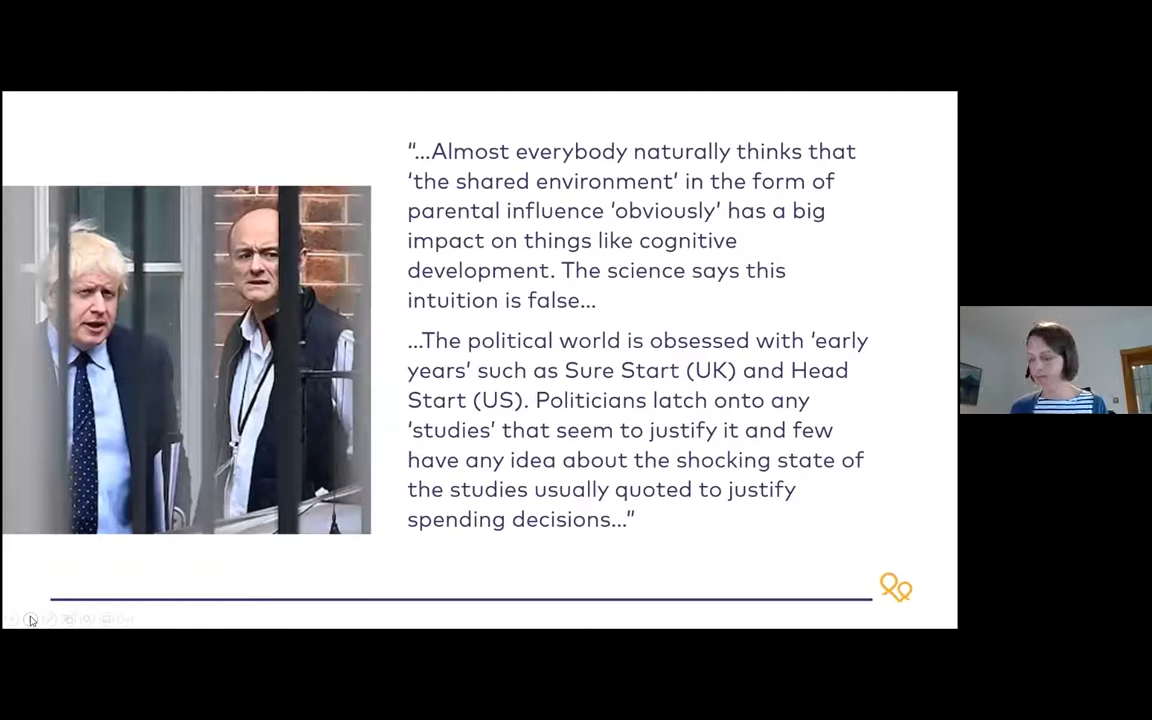 “...Almost everybody naturally thinks that
‘the shared environment’ in the form of
parental influence ‘obviously’ has a big
impact on things like cognitive
development. The science says this
intuition is false...
...The political world is obsessed with ‘early
years’ such as Sure Start (UK) and Head
Start (US). Politicians latch onto any
‘studies’ that seem to justify it and few
have any idea about the shocking state of
the studies usually quoted to justify
spending decisions...”